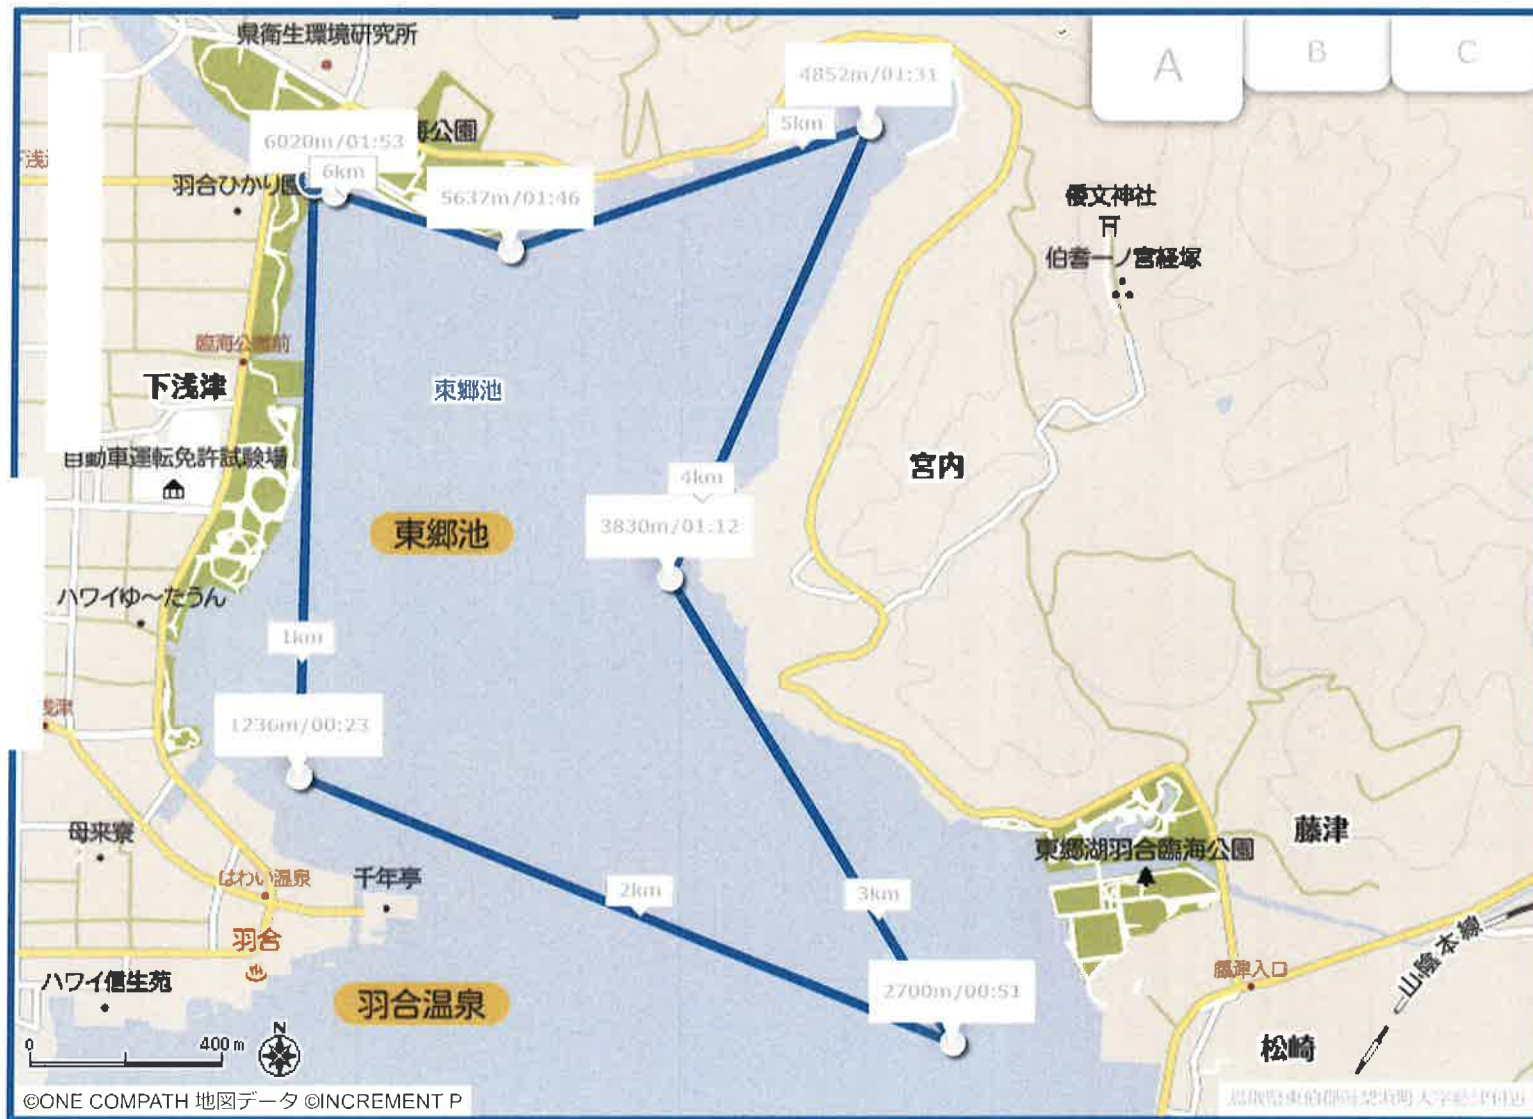 県衛生環境研究所
4852m/01:31
A
B
C
5km
6020m/01:53
海公園
6km
羽合ひかり園
5637m/01:46
倭文神社
伯耆一ノ宮経塚
臨海公園前
下浅津
東郷池
自動車運転免許試験場
4km
宮内
東郷池
3830m/01:12
ハワイゆ〜たうん
1km
浅津
1236m/00:23
母来寮
東郷湖羽合臨海公園
藤津
はわい温泉
千年亭
2km
3km
羽合
山陰本線
藤津入口
ハワイ信生苑
2700m/00:51
羽合温泉
N
0
400m
松崎
©ONE COMPATH 地図データ ©INCREMENT P